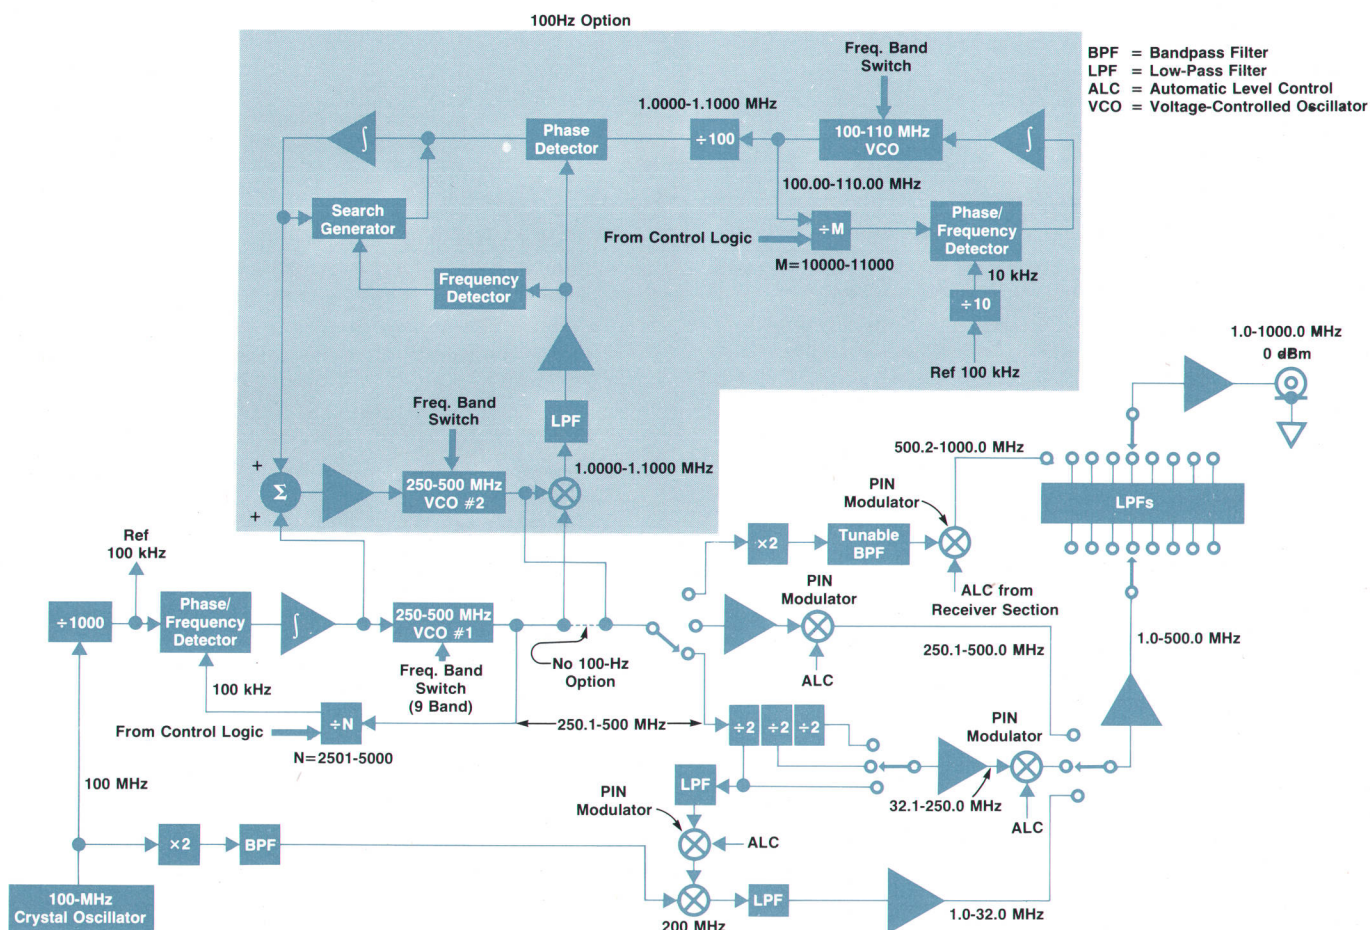 100Hz Option
BPF = Bandpass Filter
LPF = Low-Pass Filter
ALC = Automatic Level Control
VCO = Voltage-Controlled Oscillator
Freq. Band
Switch
1.0000-1.1000 MHz
∫
Phase
Detector
÷100
100-110 MHz
VCO
∫
100.00-110.00 MHz
Search
Generator
From Control Logic
÷M
Phase/
Frequency
Detector
M=10000-11000
10 kHz
Frequency
Detector
÷10
Ref 100 kHz
1.0-1000.0 MHz
0 dBm
Freq. Band
Switch
LPF
1.0000-1.1000 MHz
500.2-1000.0 MHz
+
Σ
+
250-500 MHz
VCO #2
PIN
Modulator
LPFs
Ref
100 kHz
×2
Tunable
BPF
ALC from
Receiver Section
÷1000
Phase/
Frequency
Detector
∫
250-500 MHz
VCO #1
PIN
Modulator
1.0-500.0 MHz
No 100-Hz
Option
250.1-500.0 MHz
Freq. Band
Switch
(9 Band)
ALC
100 kHz
From Control Logic
÷N
N=2501-5000
250.1-500 MHz
÷2 ÷2 ÷2
PIN
Modulator
100 MHz
LPF
32.1-250.0 MHz
ALC
PIN
Modulator
×2
BPF
ALC
100-MHz
Crystal Oscillator
200 MHz
LPF
1.0-32.0 MHz